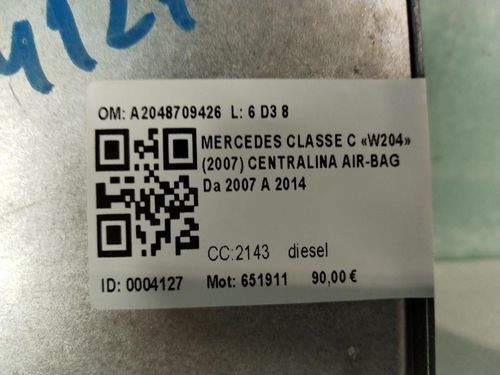 4127
OM: A2048709426 L: 6 D3 8
MERCEDES CLASSE C «W204»
(2007) CENTRALINA AIR-BAG
Da 2007 A 2014
CC:2143 diesel
ID: 0004127 Mot: 651911 90,00 €